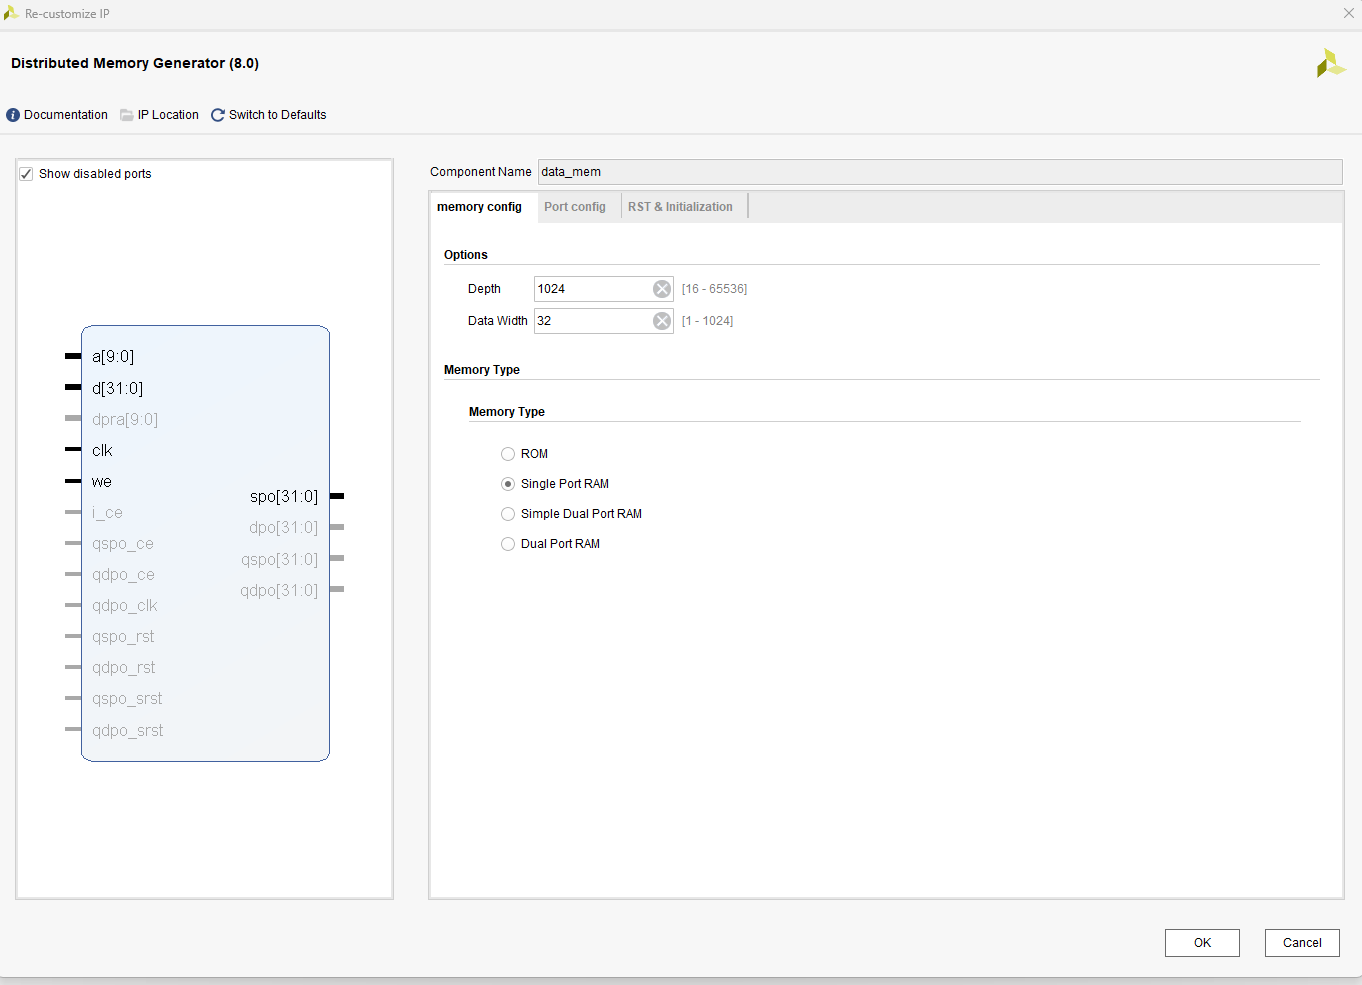 Re-customize IP
Distributed Memory Generator (8.0)
Documentation IP Location Switch to Defaults
Show disabled ports
a[9:0]
d[31:0]
dpra[9:0]
clk
we
i_ce
qspo_ce
qdpo_ce
qdpo_clk
qspo_rst
qdpo_rst
qspo_srst
qdpo_srst
spo[31:0]
dpo[31:0]
qspo[31:0]
qdpo[31:0]
Component Name data_mem
memory config Port config RST & Initialization
Options
Depth 1024 [16 - 65536]
Data Width 32 [1 - 1024]
Memory Type
Memory Type
ROM
Single Port RAM
Simple Dual Port RAM
Dual Port RAM
OK Cancel